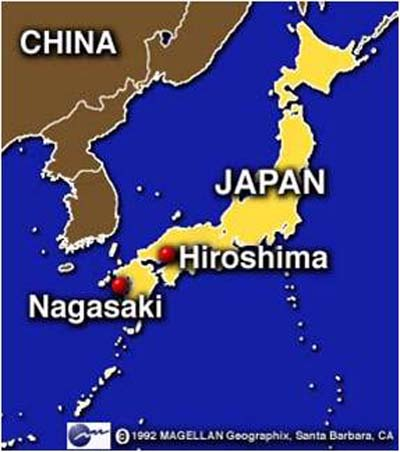 CHINA
JAPAN
Hiroshima
Nagasaki
© 1992 MAGELLAN Geographix, Santa Barbara, CA